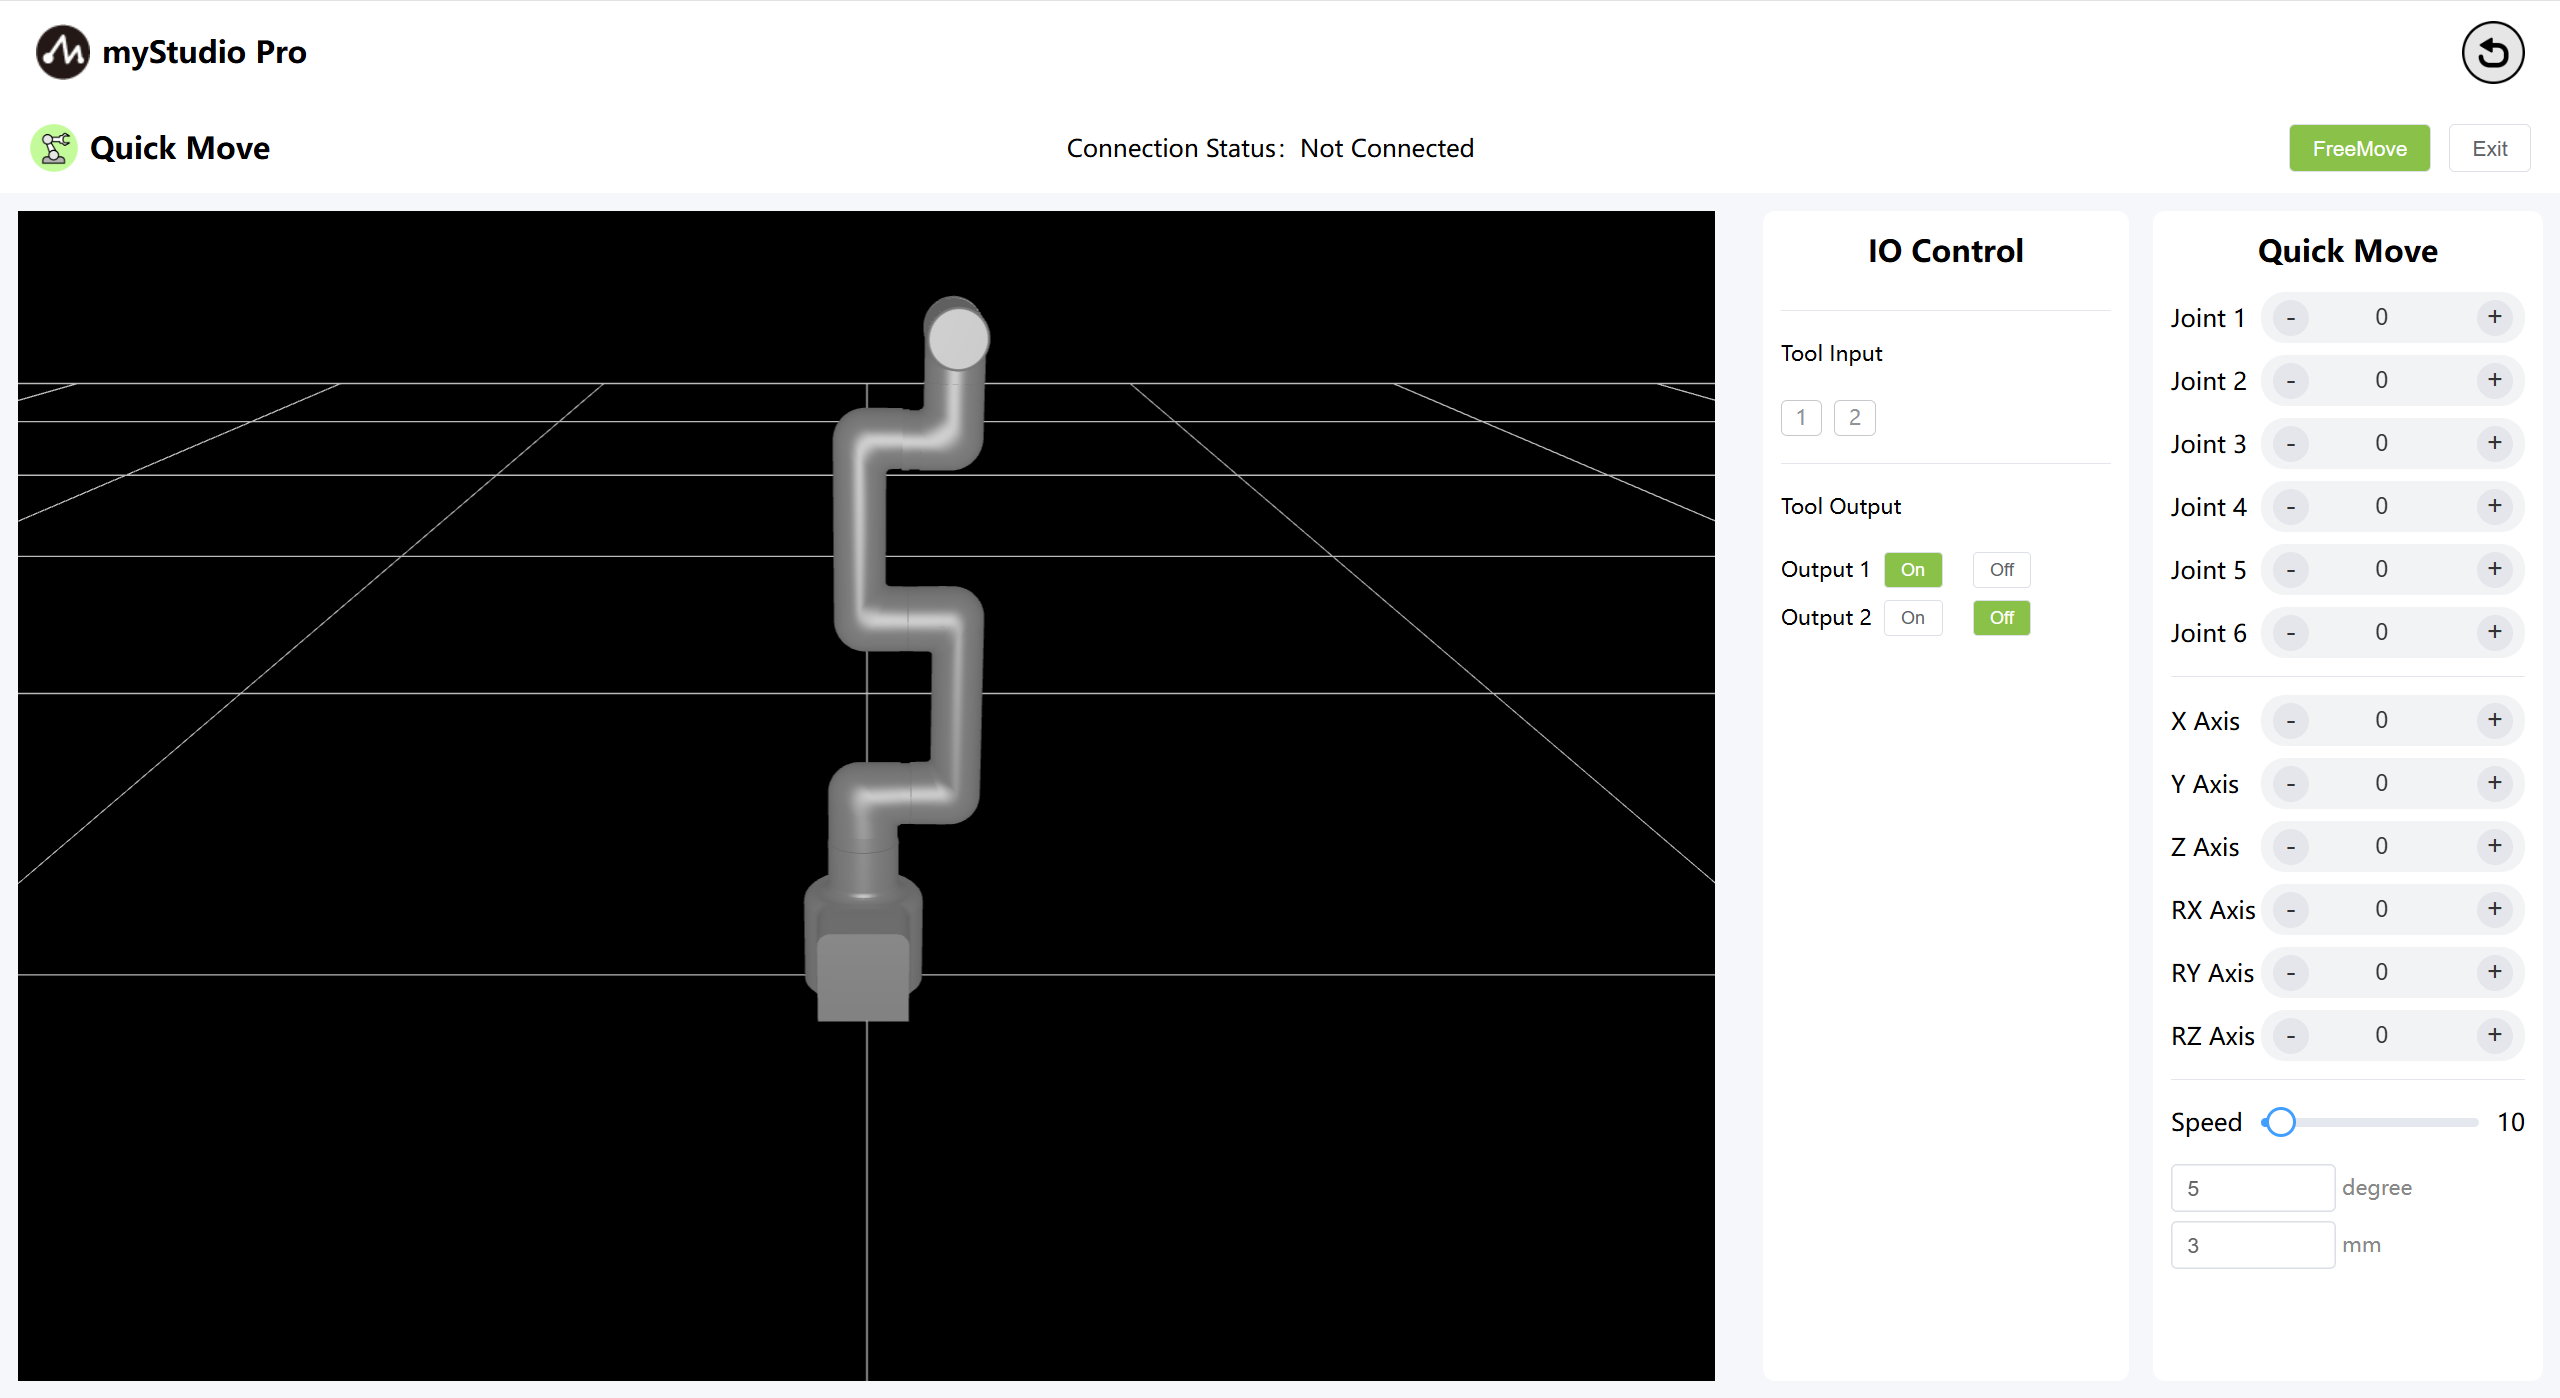 myStudio Pro
Quick Move
Connection Status: Not Connected
FreeMove
Exit
IO Control
Tool Input
1 2
Tool Output
Output 1 On Off
Output 2 On Off
Quick Move
Joint 1 - 0 +
Joint 2 - 0 +
Joint 3 - 0 +
Joint 4 - 0 +
Joint 5 - 0 +
Joint 6 - 0 +
X Axis - 0 +
Y Axis - 0 +
Z Axis - 0 +
RX Axis - 0 +
RY Axis - 0 +
RZ Axis - 0 +
Speed 10
5 degree
3 mm